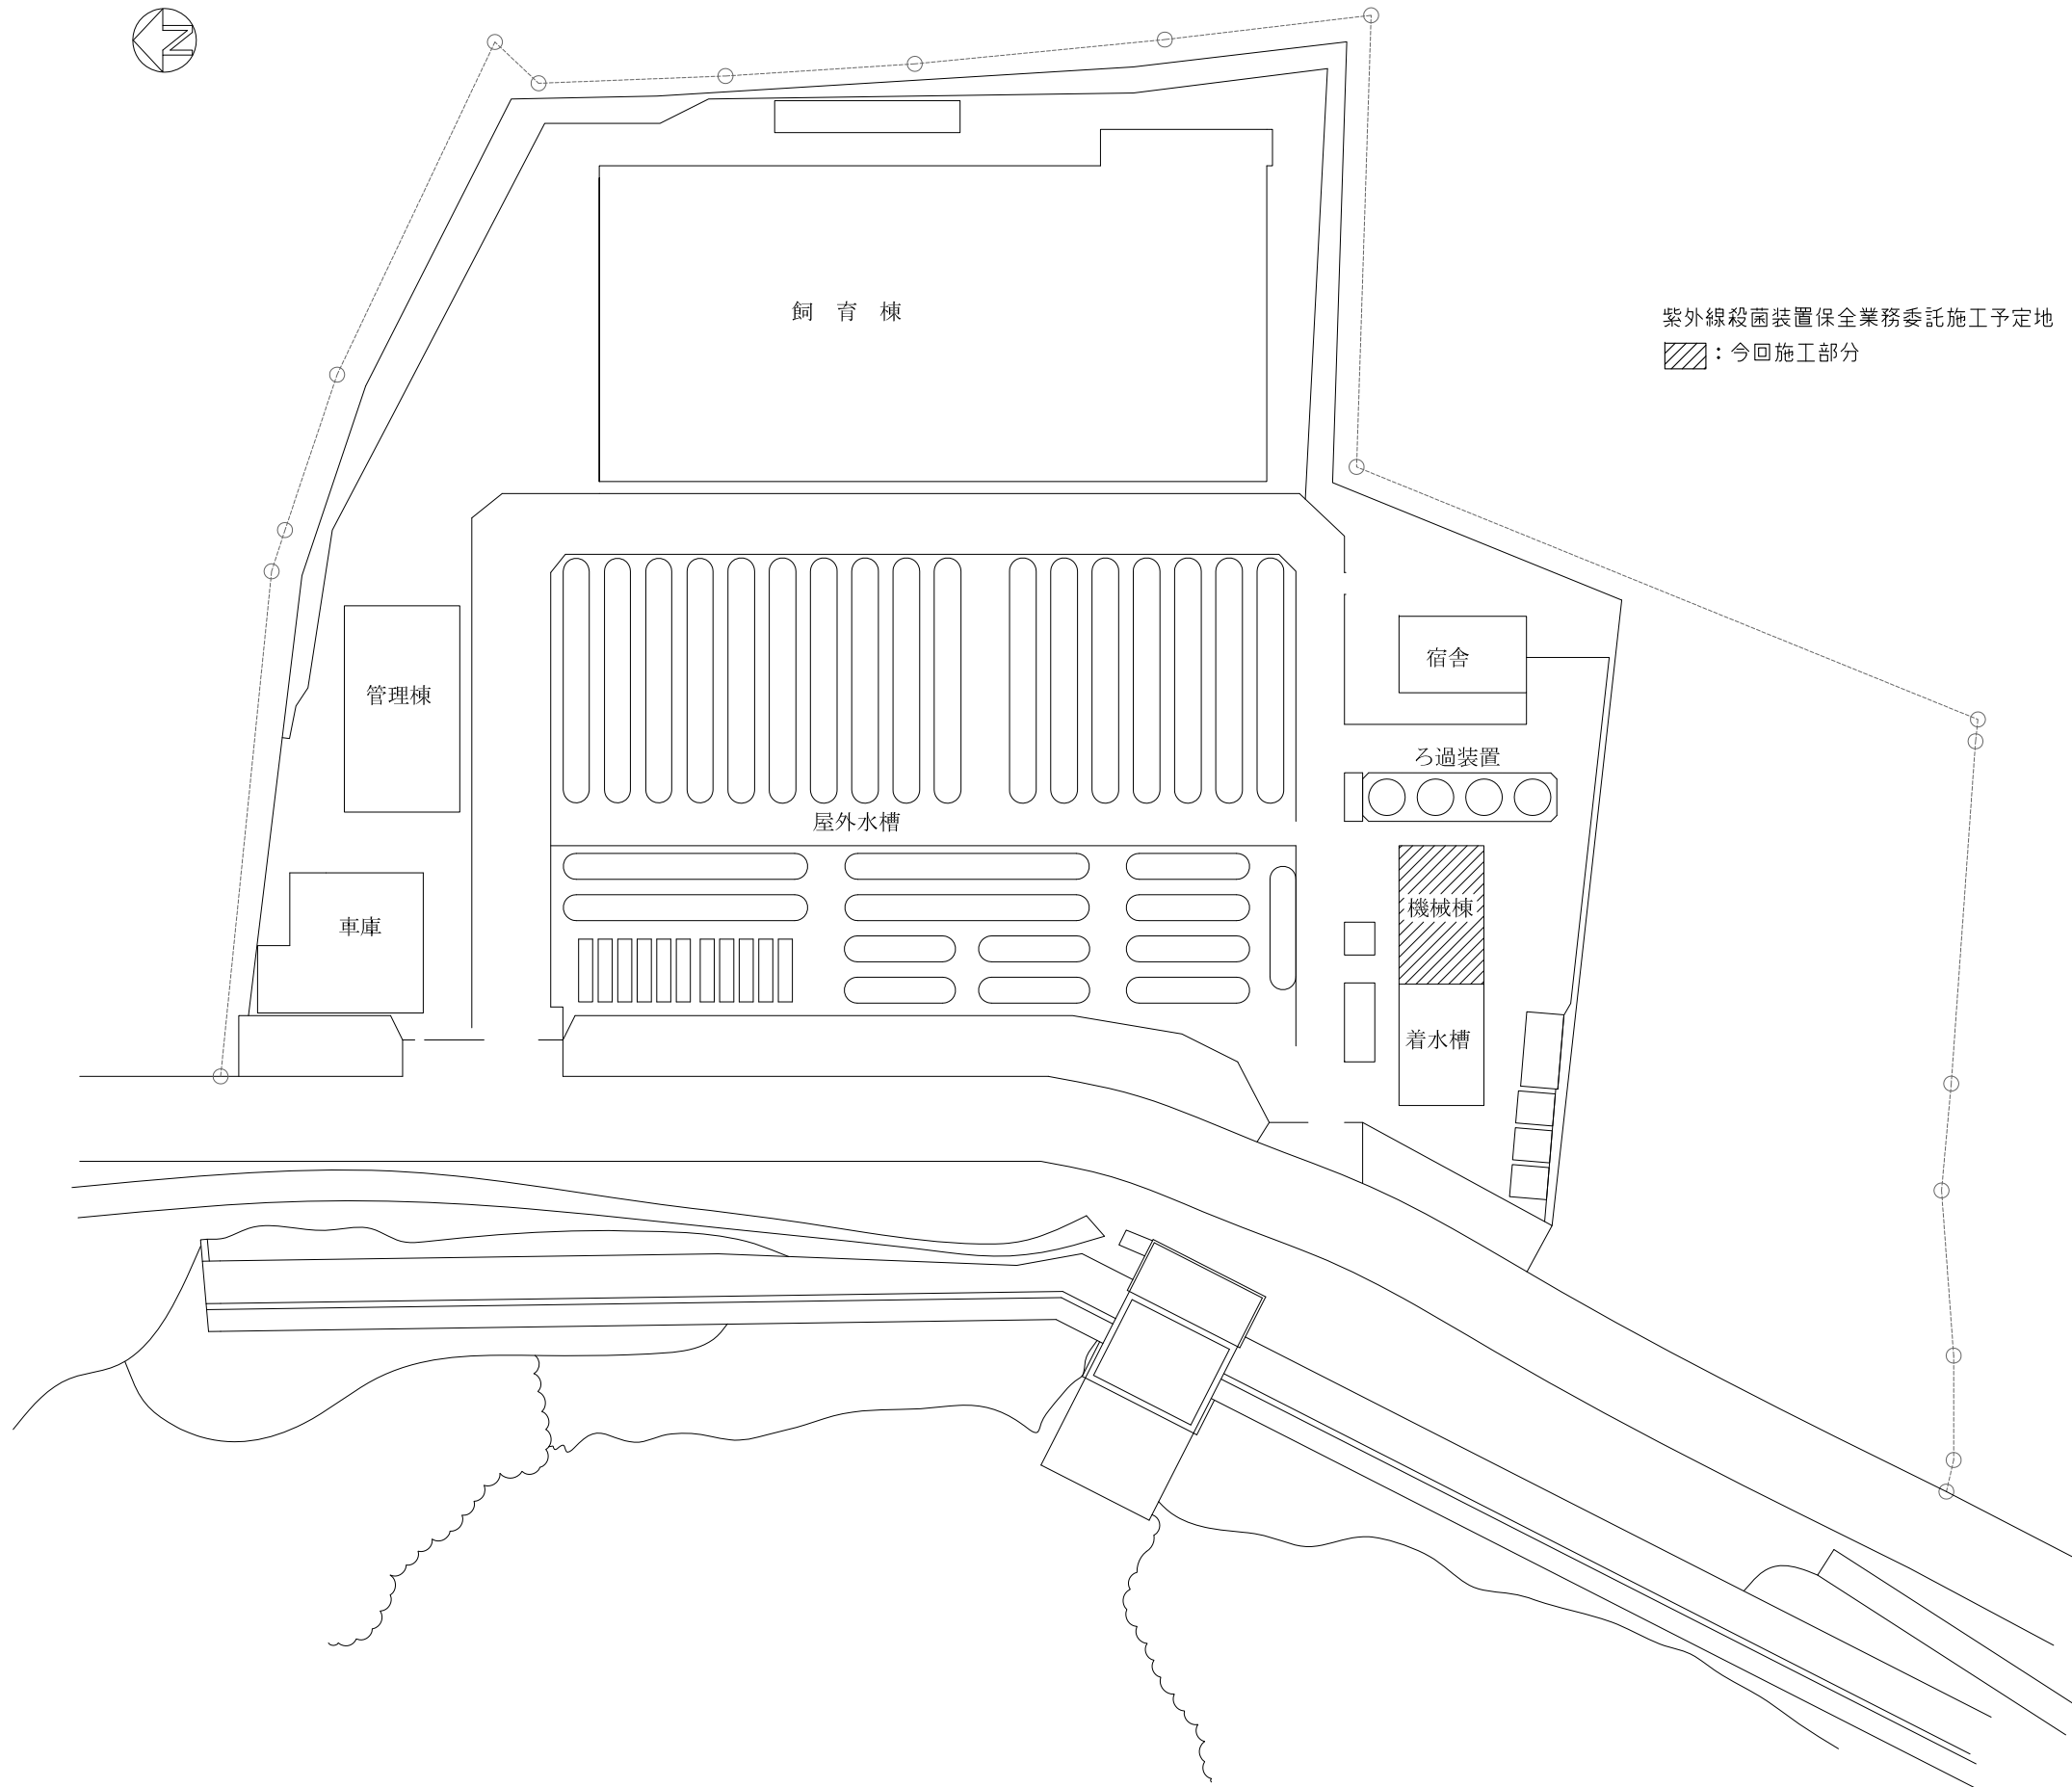 N
飼育棟
紫外線殺菌装置保全業務委託施工予定地
：今回施工部分
宿舎
管理棟
ろ過装置
屋外水槽
機械棟
車庫
着水槽